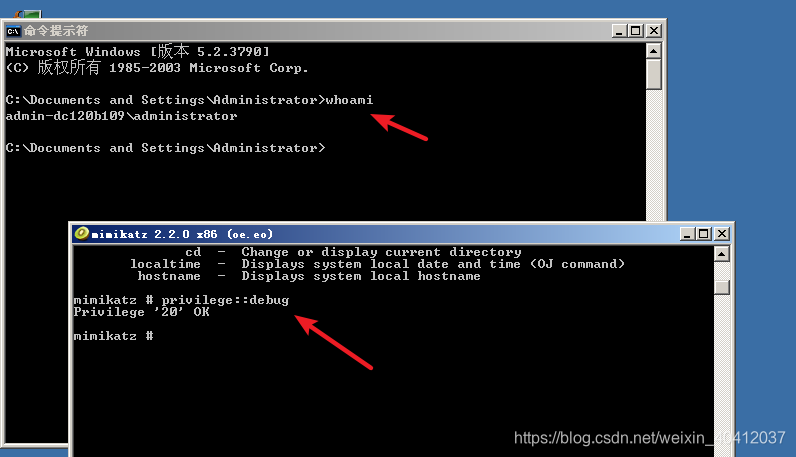 命令提示符
Microsoft Windows [版本 5.2.3790]
(C) 版权所有 1985-2003 Microsoft Corp.
C:\Documents and Settings\Administrator>whoami
admin-dc120b109\administrator
C:\Documents and Settings\Administrator>
mimikatz 2.2.0 x86 (oe.eo)
cd  -  Change or display current directory
localtime  -  Displays system local date and time (OJ command)
hostname  -  Displays system local hostname
mimikatz # privilege::debug
Privilege '20' OK
mimikatz #
https://blog.csdn.net/weixin_40412037